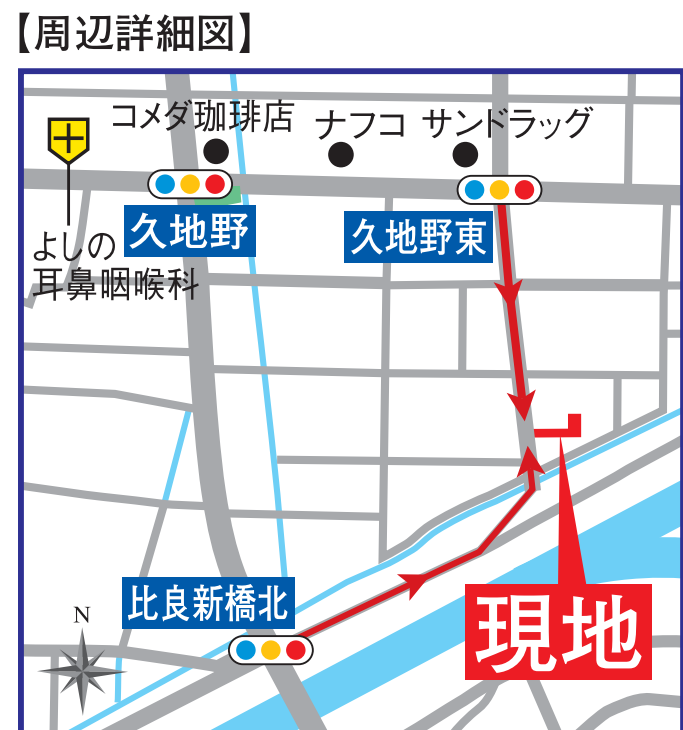 【周辺詳細図】
コメダ珈琲店
ナフコ
サンドラッグ
久地野
久地野東
よしの
耳鼻咽喉科
比良新橋北
N
現地